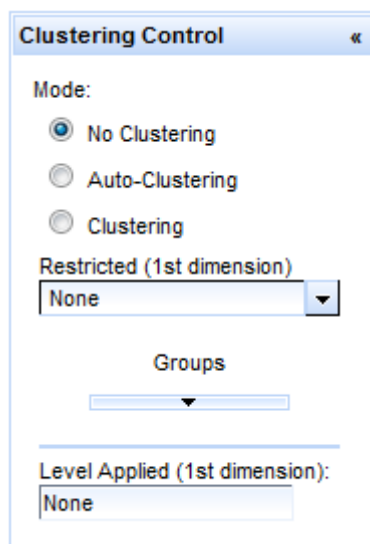 Clustering Control «
Mode:
No Clustering
Auto-Clustering
Clustering
Restricted (1st dimension)
None
Groups
Level Applied (1st dimension):
None